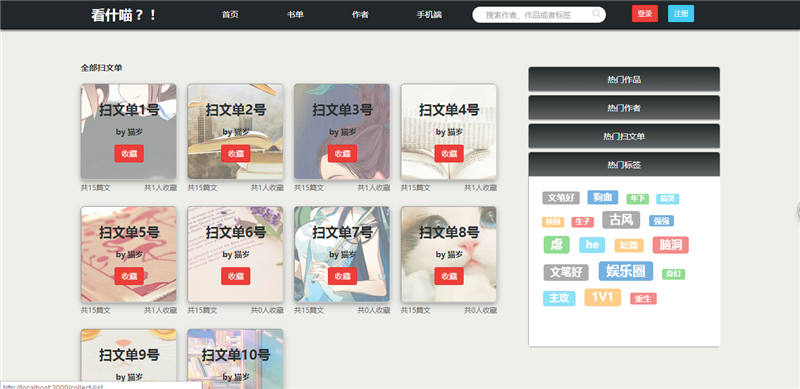 看什喵？！ 首页 书单 作者 手机端 搜索作者、作品或者标签 登录 注册
全部扫文单
扫文单1号 扫文单2号 扫文单3号 扫文单4号
by 猫岁 by 猫岁 by 猫岁 by 猫岁
收藏 收藏 收藏 收藏
共15篇文 共1人收藏 共15篇文 共1人收藏 共15篇文 共1人收藏 共15篇文 共1人收藏
扫文单5号 扫文单6号 扫文单7号 扫文单8号
by 猫岁 by 猫岁 by 猫岁 by 猫岁
收藏 收藏 收藏 收藏
共15篇文 共1人收藏 共15篇文 共0人收藏 共15篇文 共0人收藏 共15篇文 共0人收藏
扫文单9号 扫文单10号
by 猫岁 by 猫岁
热门作品
热门作者
热门扫文单
热门标签
文笔好 狗血 年下 搞笑
生子 古风 强强
虐 he 短篇 脑洞
文笔好 娱乐圈 奇幻
主攻 1V1 重生
http://localhost:3000/collect-list